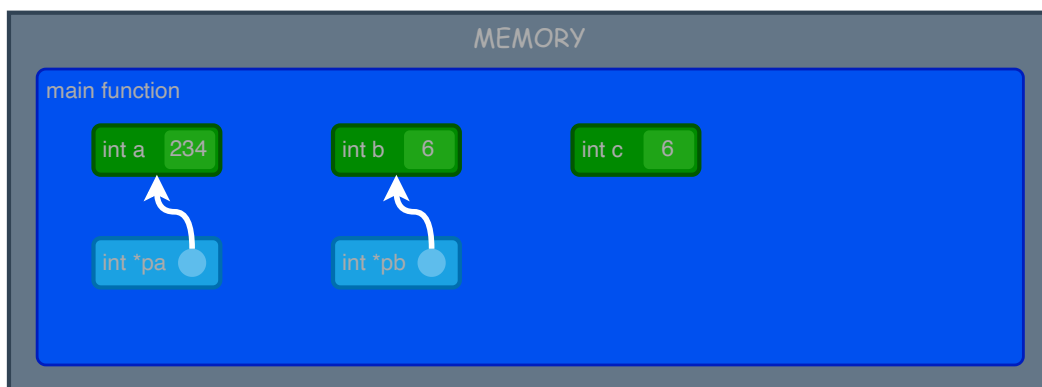 MEMORY
main function
int a 234
int b 6
int c 6
int *pa
int *pb